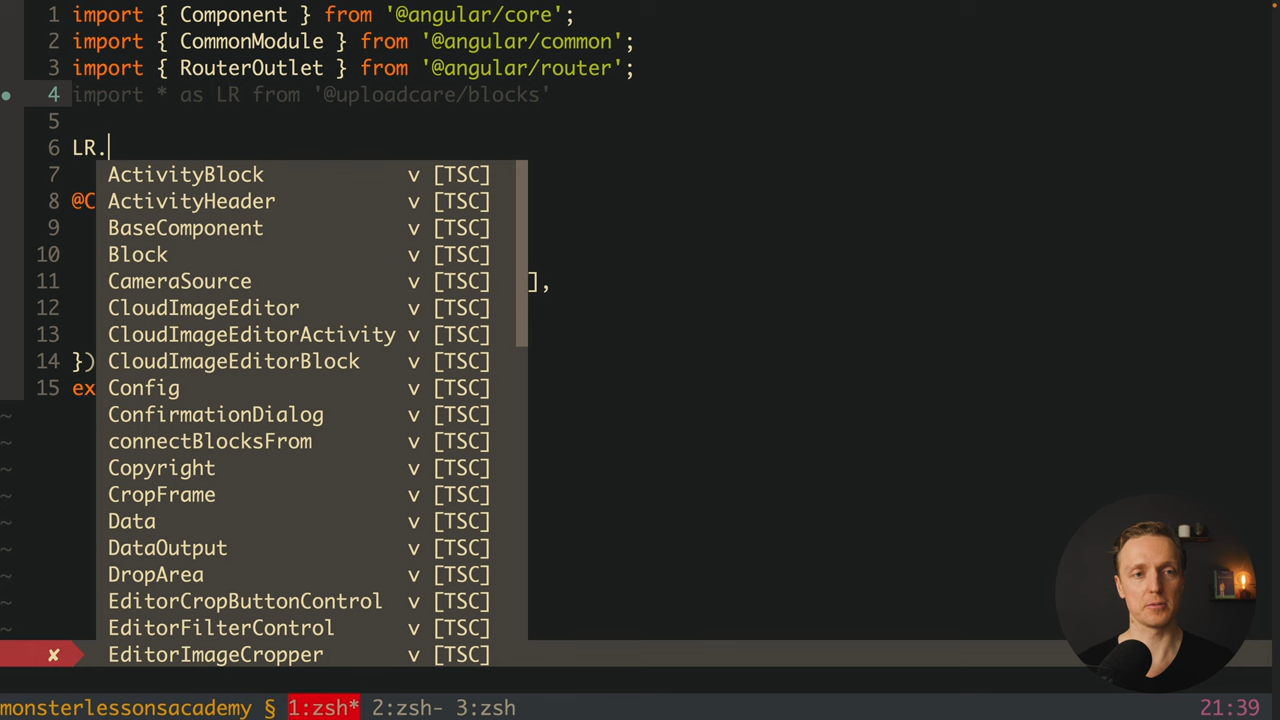 1 import { Component } from '@angular/core';
2 import { CommonModule } from '@angular/common';
3 import { RouterOutlet } from '@angular/router';
4 import * as LR from '@uploadcare/blocks'
5
6 LR.
7 ActivityBlock v [TSC]
8 @C ActivityHeader v [TSC]
9 BaseComponent v [TSC]
10 Block v [TSC]
11 CameraSource v [TSC] ],
12 CloudImageEditor v [TSC]
13 CloudImageEditorActivity v [TSC]
14 }) CloudImageEditorBlock v [TSC]
15 ex Config v [TSC]
~ ConfirmationDialog v [TSC]
~ connectBlocksFrom v [TSC]
~ Copyright v [TSC]
~ CropFrame v [TSC]
~ Data v [TSC]
~ DataOutput v [TSC]
~ DropArea v [TSC]
~ EditorCropButtonControl v [TSC]
~ EditorFilterControl v [TSC]
✘ EditorImageCropper v [TSC]
monsterlessonsacademy § 1:zsh* 2:zsh- 3:zsh 21:39